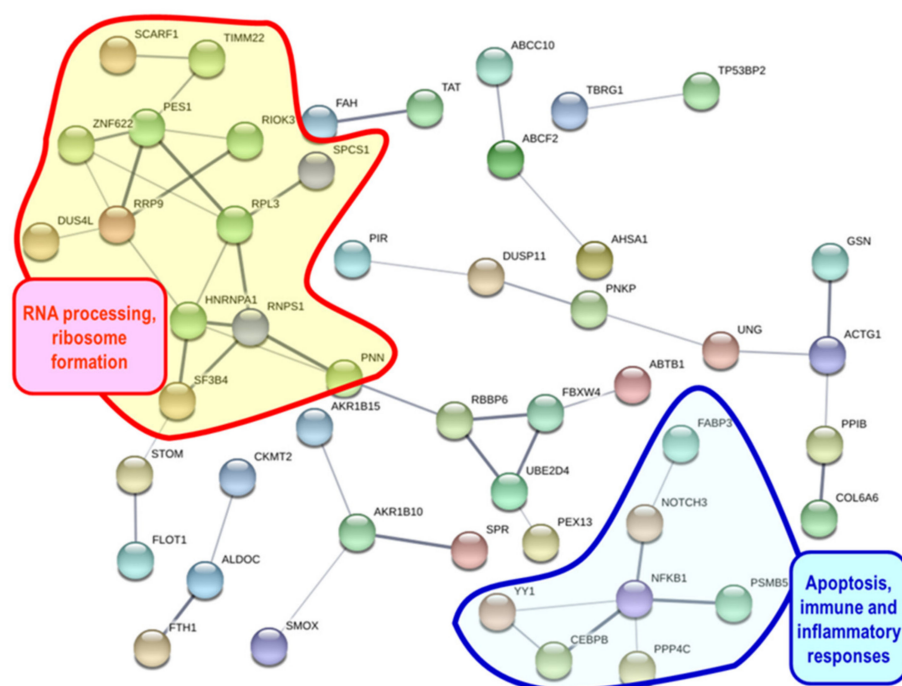 SCARF1
TIMM22
ABCC10
TBRG1
TP53BP2
FAH
TAT
PES1
ZNF622
RIOK3
ABCF2
SPCS1
RRP9
RPL3
DUS4L
PIR
DUSP11
AHSA1
GSN
PNKP
HNRNPA1
RNPS1
RNA processing,
ribosome
formation
UNG
ACTG1
PNN
SF3B4
ABTB1
RBBP6
FBXW4
AKR1B15
FABP3
PPIB
STOM
CKMT2
UBE2D4
COL6A6
NOTCH3
AKR1B10
SPR
PEX13
FLOT1
ALDOC
NFKB1
PSMB5
YY1
Apoptosis,
immune and
inflammatory
responses
FTH1
SMOX
CEBPB
PPP4C